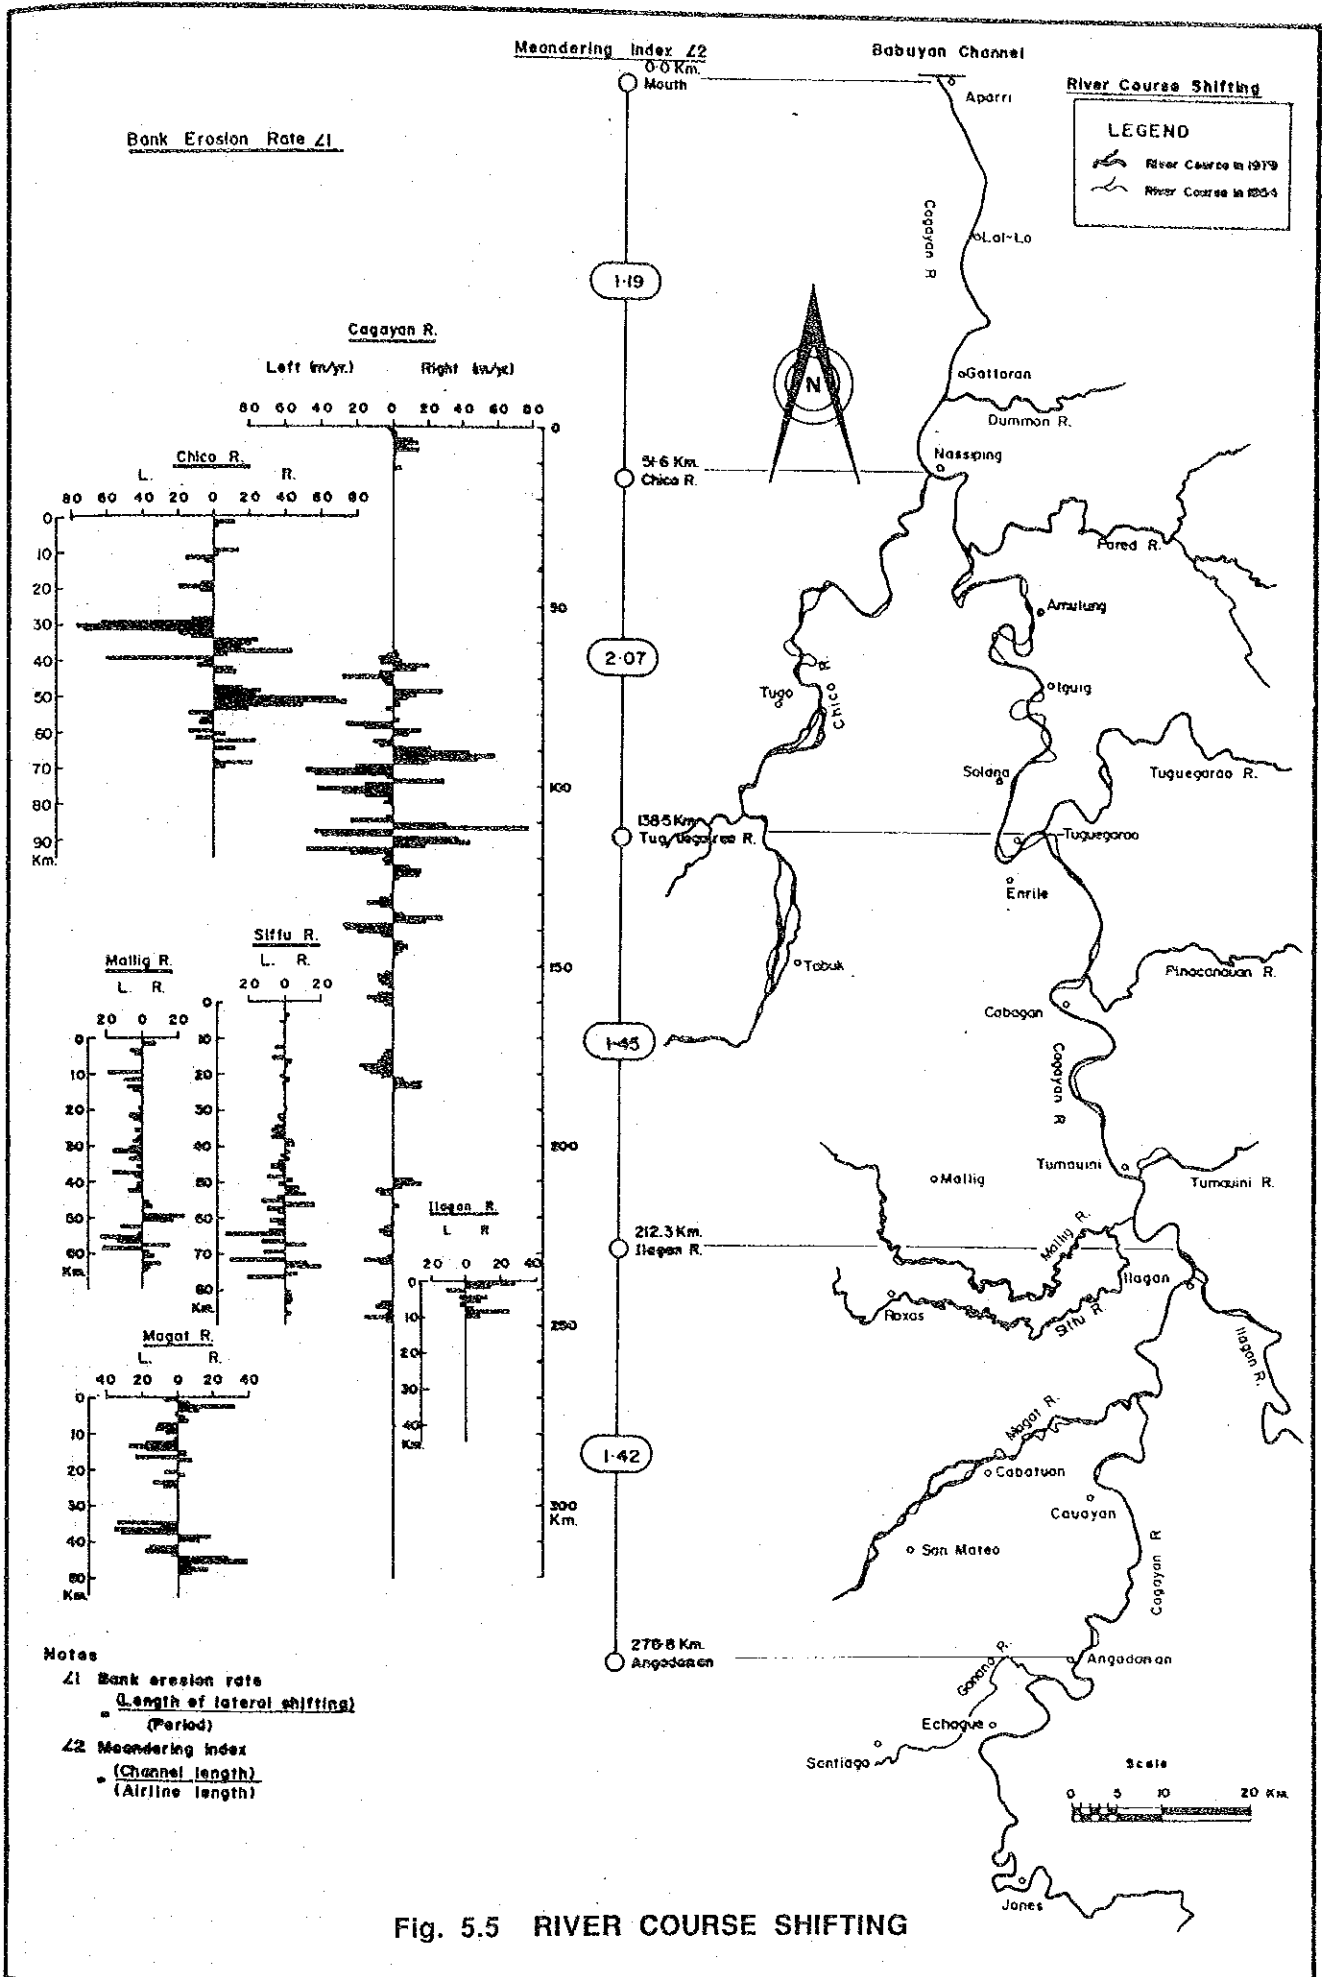 Meandering Index ∠2
0.0 Km.
Mouth
Babuyan Channel
Aparri
River Course Shifting
LEGEND
River Course in 1979
River Course in 1954
Bank Erosion Rate ∠1
Cagayan R
Lal-Lo
1.19
Cagayan R.
Left (m/yr.) Right (m/yr.)
80 60 40 20 0 20 40 60 80
N
Gattaran
Dummon R.
Nassiping
51.6 Km.
Chico R.
Chico R.
L. R.
80 60 40 20 0 20 40 60 80
0
10
20
30
40
50
60
70
80
90
Km.
0
50
100
150
200
250
300
Km.
Pared R.
Amulung
2.07
Iguig
Tugo
Chico R.
Solana
Tuguegarao R.
138.5 Km.
Tuguegarao R.
Tuguegarao
Enrile
Tabuk
Pinacanauan R.
Cabagan
1.45
Cagayan R
Mallig R.
L. R.
20 0 20
0
10
20
30
40
50
60
Km.
Siffu R.
L. R.
20 0 20
0
10
20
30
40
50
60
70
80
Km.
Tumauini
Tumauini R.
Mallig
Mallig R.
212.3 Km.
Ilagan R.
Ilagan
Roxas
Siffu R.
Ilagan R.
Ilagan R.
L R
20 0 20 40
0
10
20
30
40
Km.
Magat R.
L. R.
40 20 0 20 40
0
10
20
30
40
50
Km.
Magat R.
1.42
Cabatuan
Cauayan
San Mateo
Cagayan R
276.8 Km.
Angadanan
Angadanan
Ganano R.
Echague
Santiago
Jones
Scale
0 5 10 20 Km.
Notes
∠1 Bank erosion rate
= (Length of lateral shifting)
(Period)
∠2 Meandering index
= (Channel length)
(Airline length)
Fig. 5.5 RIVER COURSE SHIFTING